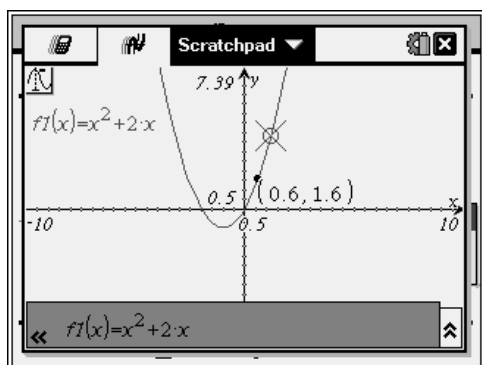 Scratchpad
7.39 y
f1(x)=x²+2·x
0.5 (0.6, 1.6) x
-10 0.5 10
« f1(x)=x²+2·x